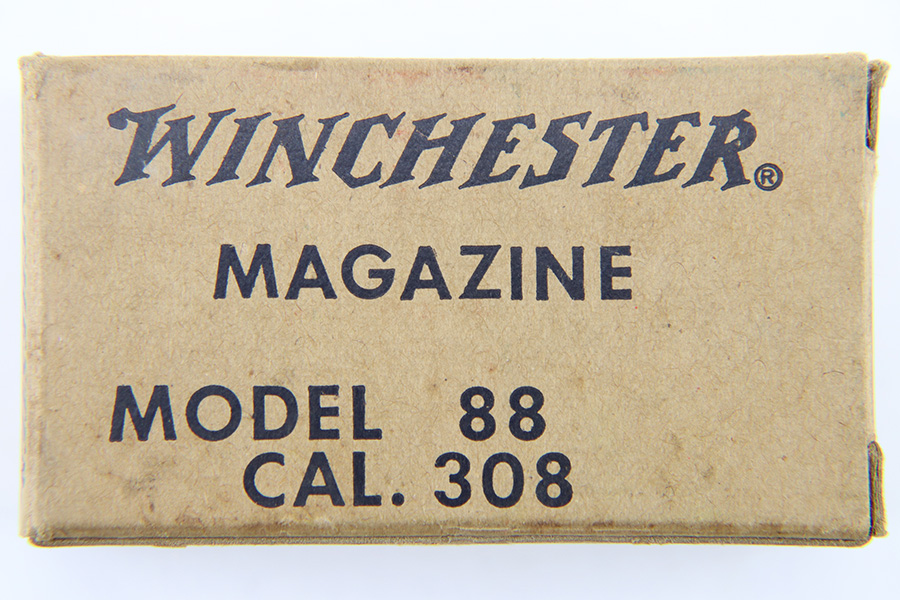 WINCHESTER®
MAGAZINE
MODEL 88
CAL. 308